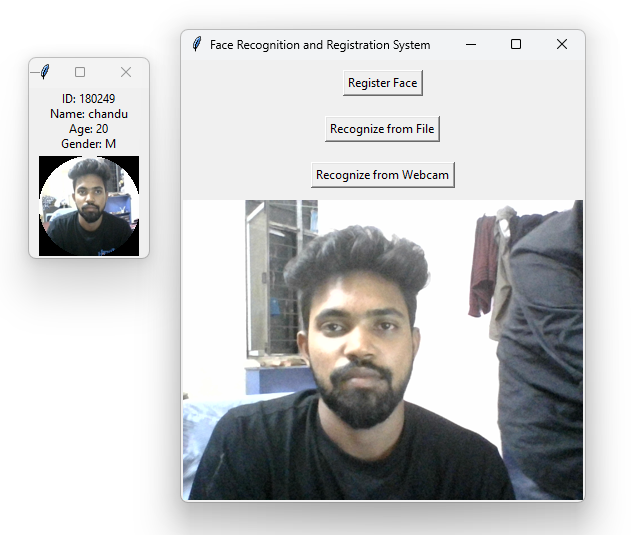 ID: 180249
Name: chandu
Age: 20
Gender: M
Face Recognition and Registration System
Register Face
Recognize from File
Recognize from Webcam